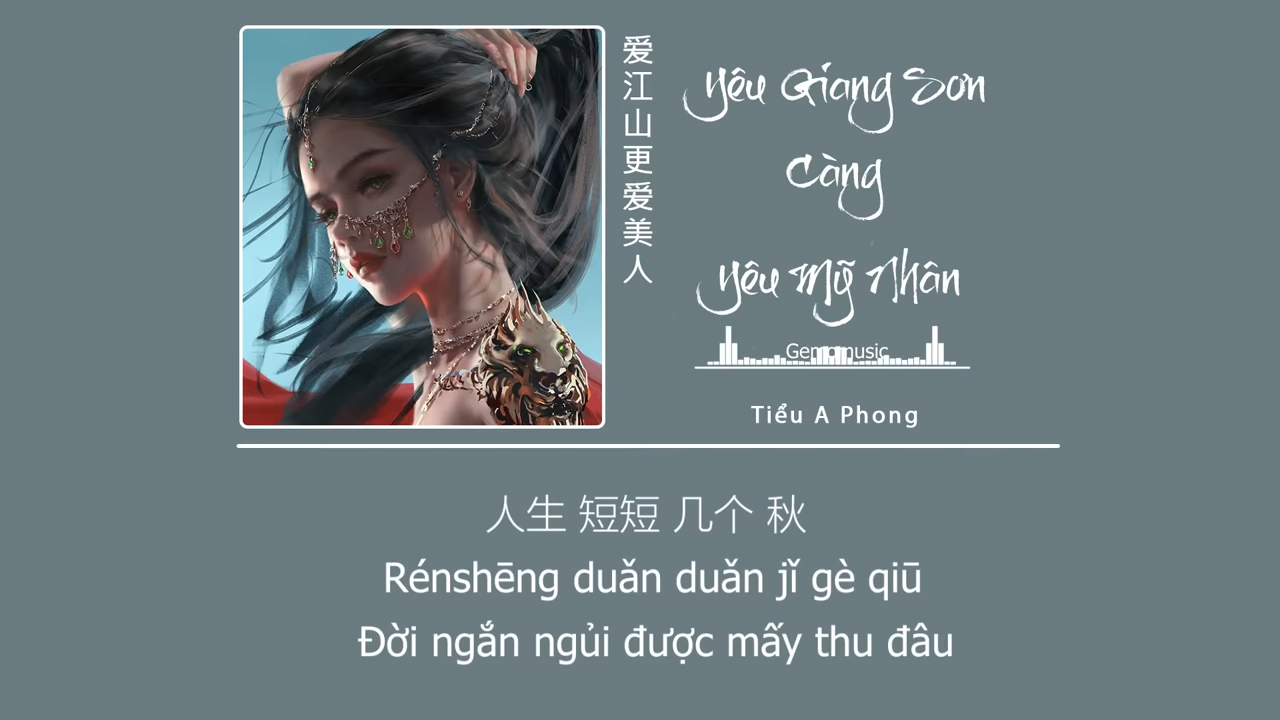 爱江山更爱美人
Yêu Giang Sơn
Càng
Yêu Mỹ Nhân
Tiểu A Phong
人生 短短 几个 秋
Rénshēng duǎn duǎn jǐ gè qiū
Đời ngắn ngủi được mấy thu đâu